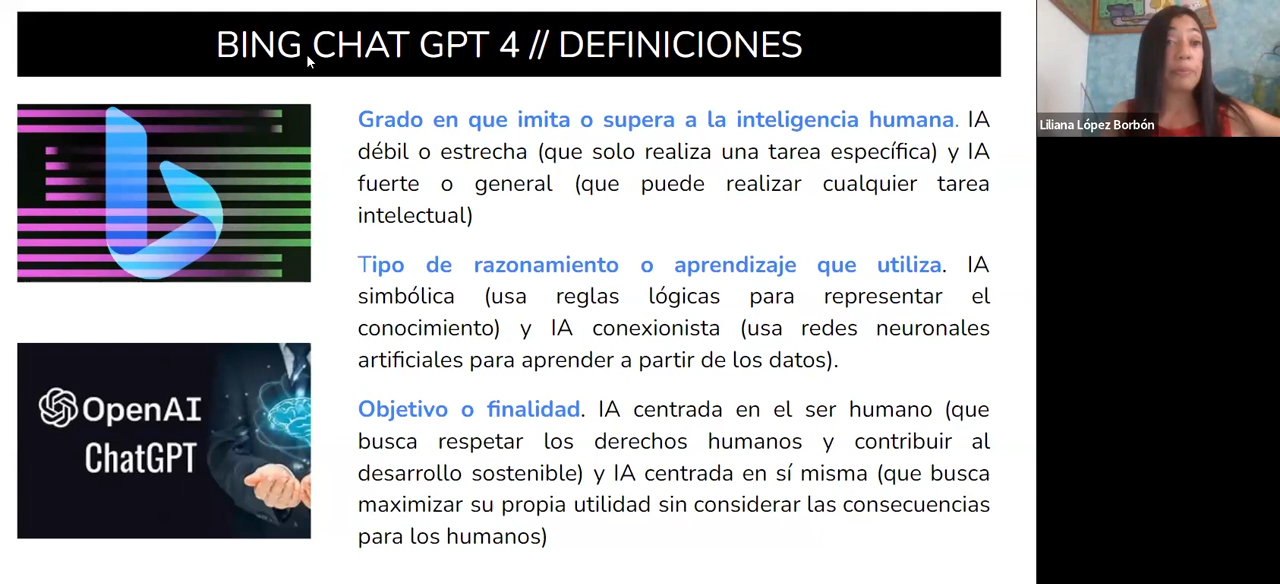 BING CHAT GPT 4 // DEFINICIONES
Grado en que imita o supera a la inteligencia humana. IA
débil o estrecha (que solo realiza una tarea específica) y IA
fuerte o general (que puede realizar cualquier tarea
intelectual)
Tipo de razonamiento o aprendizaje que utiliza. IA
simbólica (usa reglas lógicas para representar el
conocimiento) y IA conexionista (usa redes neuronales
artificiales para aprender a partir de los datos).
Objetivo o finalidad. IA centrada en el ser humano (que
busca respetar los derechos humanos y contribuir al
desarrollo sostenible) y IA centrada en sí misma (que busca
maximizar su propia utilidad sin considerar las consecuencias
para los humanos)
OpenAI
ChatGPT
Liliana López Borbón